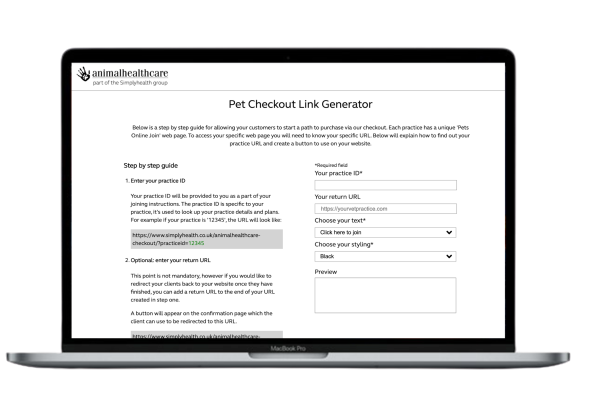 animalhealthcare
part of the Simplyhealth group
Pet Checkout Link Generator
Below is a step by step guide for allowing your customers to start a path to purchase via our checkout. Each practice has a unique 'Pets
Online Join' web page. To access your specific web page you will need to know your specific URL. Below will explain how to find out your
practice URL and create a button to use on your website.
Step by step guide
1. Enter your practice ID
Your practice ID will be provided to you as a part of your
joining instructions. The practice ID is specific to your
practice, it's used to look up your practice details and plans.
For example if your practice is '12345', the URL will look like:
https://www.simplyhealth.co.uk/animalhealthcare-
checkout/?practiceid=12345
2. Optional: enter your return URL
This point is not mandatory, however if you would like to
redirect your clients back to your website once they have
finished, you can add a return URL to the end of your URL
created in step one.
A button will appear on the confirmation page which the
client can use to be redirected to this URL.
https://www.simplyhealth.co.uk/animalhealthcare-
*Required field
Your practice ID*
Your return URL
https://yourvetpractice.com
Choose your text*
Click here to join
Choose your styling*
Black
Preview
MacBook Pro